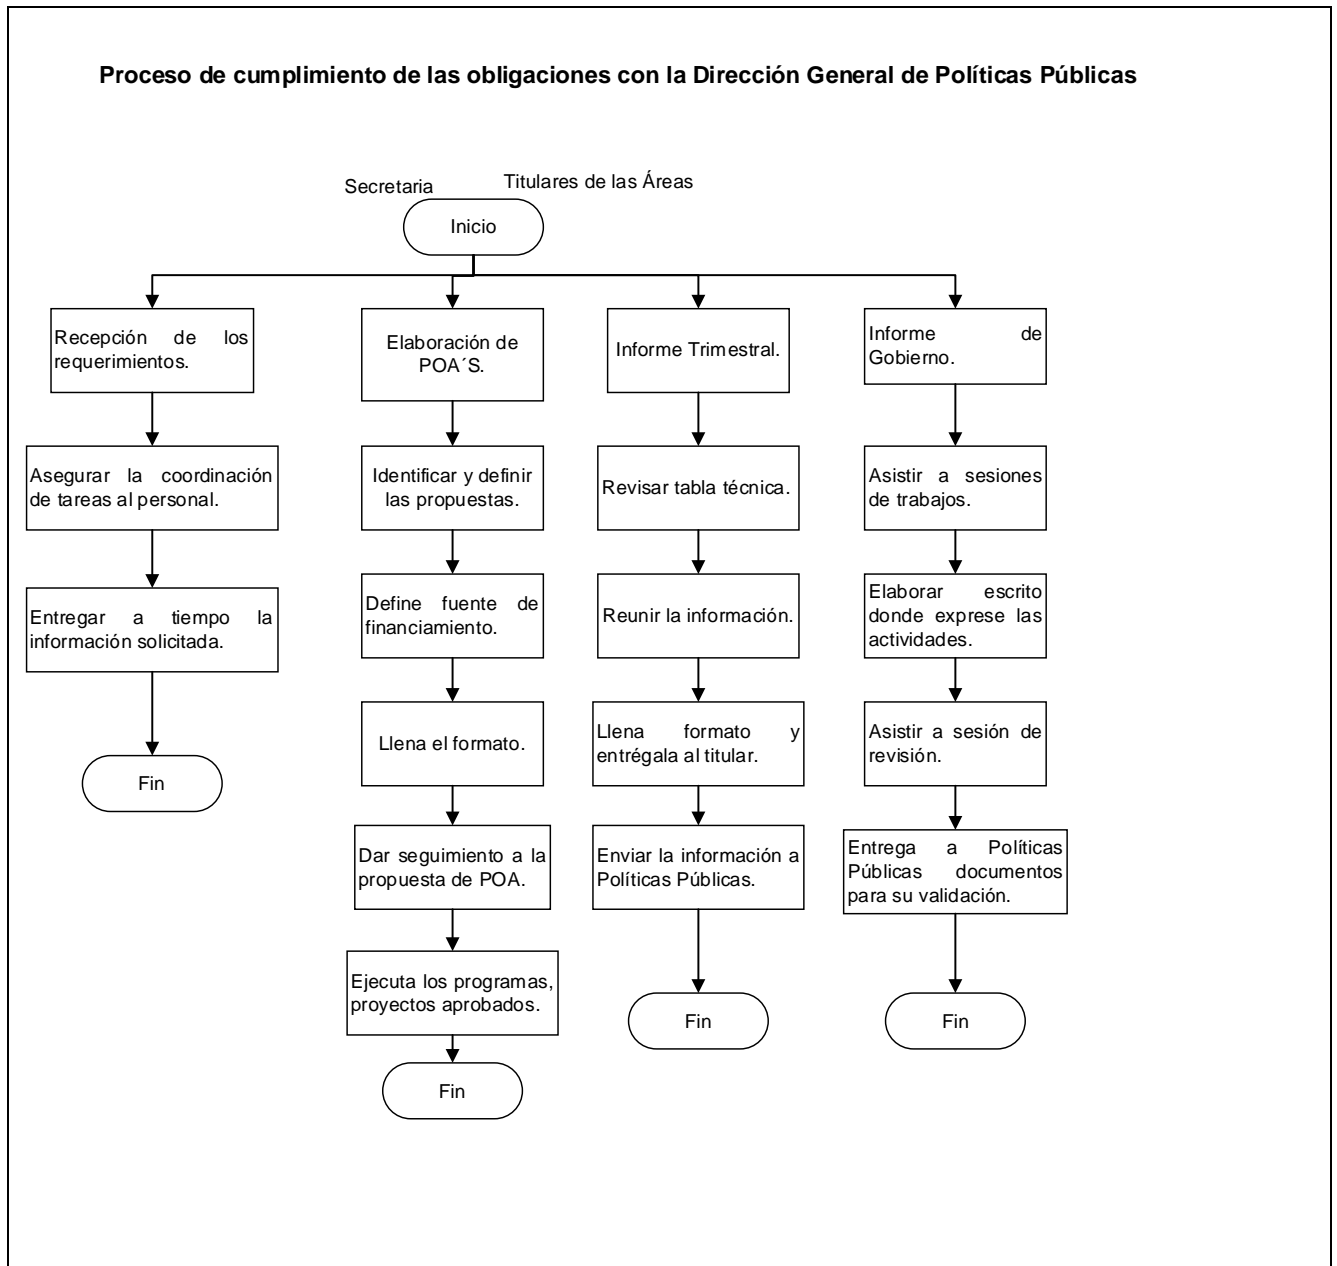 Proceso de cumplimiento de las obligaciones con la Dirección General de Políticas Públicas
Secretaria
Titulares de las Áreas
Inicio
Recepción de los
requerimientos.
Asegurar la coordinación
de tareas al personal.
Entregar a tiempo la
información solicitada.
Fin
Elaboración de
POA´S.
Identificar y definir
las propuestas.
Define fuente de
financiamiento.
Llena el formato.
Dar seguimiento a la
propuesta de POA.
Ejecuta los programas,
proyectos aprobados.
Fin
Informe Trimestral.
Revisar tabla técnica.
Reunir la información.
Llena formato y
entrégala al titular.
Enviar la información a
Políticas Públicas.
Fin
Informe de
Gobierno.
Asistir a sesiones
de trabajos.
Elaborar escrito
donde exprese las
actividades.
Asistir a sesión de
revisión.
Entrega a Políticas
Públicas documentos
para su validación.
Fin